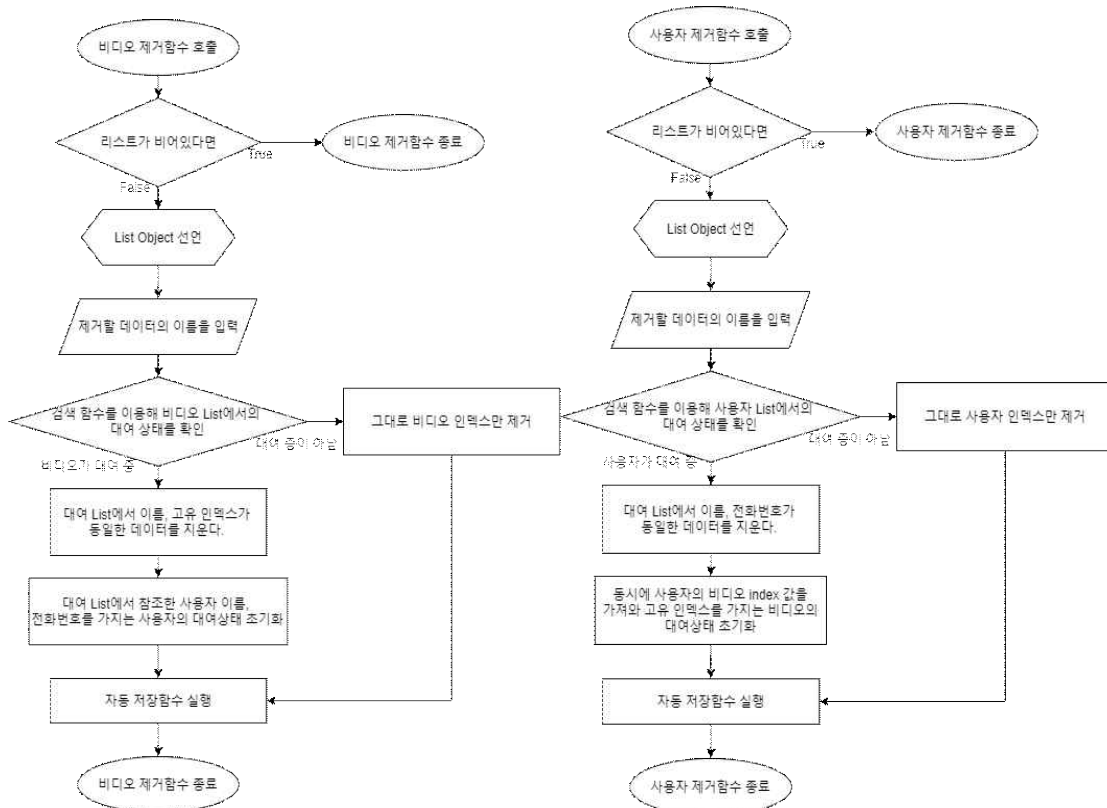 비디오 제거함수 호출
리스트가 비어있다면
True
비디오 제거함수 종료
False
List Object 선언
제거할 데이터의 이름을 입력
검색 함수를 이용해 비디오 List에서의
대여 상태를 확인
대여 중이 아님
그대로 비디오 인덱스만 제거
비디오가 대여 중
대여 List에서 이름, 고유 인덱스가
동일한 데이터를 지운다.
대여 List에서 참조한 사용자 이름,
전화번호를 가지는 사용자의 대여상태 초기화
자동 저장함수 실행
비디오 제거함수 종료
사용자 제거함수 호출
리스트가 비어있다면
True
사용자 제거함수 종료
False
List Object 선언
제거할 데이터의 이름을 입력
검색 함수를 이용해 사용자 List에서의
대여 상태를 확인
대여 중이 아님
그대로 사용자 인덱스만 제거
사용자가 대여 중
대여 List에서 이름, 전화번호가
동일한 데이터를 지운다.
동시에 사용자의 비디오 index 값을
가져와 고유 인덱스를 가지는 비디오의
대여상태 초기화
자동 저장함수 실행
사용자 제거함수 종료